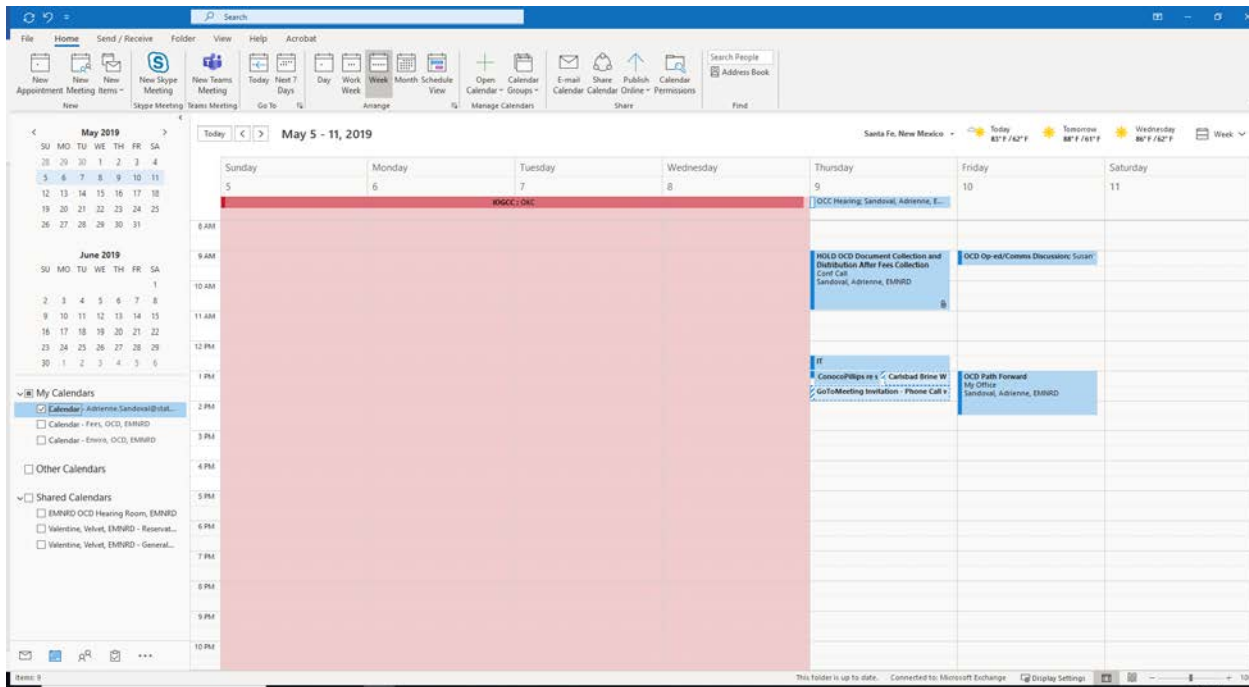 Search
File Home Send / Receive Folder View Help Acrobat
New Appointment
New Meeting
New Items
New Skype Meeting
New Teams Meeting
Today
Next 7 Days
Day
Work Week
Week
Month
Schedule View
Open Calendar
Calendar Groups
E-mail Calendar
Share Calendar
Publish Online
Calendar Permissions
Search People
Address Book
New
Skype Meeting
Teams Meeting
Go To
Arrange
Manage Calendars
Share
Find
May 2019
SU MO TU WE TH FR SA
28 29 30 1 2 3 4
5 6 7 8 9 10 11
12 13 14 15 16 17 18
19 20 21 22 23 24 25
26 27 28 29 30 31
June 2019
SU MO TU WE TH FR SA
1
2 3 4 5 6 7 8
9 10 11 12 13 14 15
16 17 18 19 20 21 22
23 24 25 26 27 28 29
30 1 2 3 4 5 6
My Calendars
Calendar - Adrienne.Sandoval@stat...
Calendar - Fees, OCD, EMNRD
Calendar - Enviro, OCD, EMNRD
Other Calendars
Shared Calendars
EMNRD OCD Hearing Room, EMNRD
Valentine, Velvet, EMNRD - Reservat...
Valentine, Velvet, EMNRD - General...
Today < > May 5 - 11, 2019
Santa Fe, New Mexico
Today
83°F/62°F
Tomorrow
88°F/61°F
Wednesday
86°F/62°F
Week
Sunday Monday Tuesday Wednesday Thursday Friday Saturday
5 6 7 8 9 10 11
IOGCC; OKC
OCC Hearing; Sandoval, Adrienne, E...
8 AM
9 AM
10 AM
11 AM
12 PM
1 PM
2 PM
3 PM
4 PM
5 PM
6 PM
7 PM
8 PM
9 PM
10 PM
HOLD OCD Document Collection and
Distribution After Fees Collection
Conf Call
Sandoval, Adrienne, EMNRD
IT
ConocoPillips re s
Carlsbad Brine W
GoToMeeting Invitation - Phone Call
OCD Op-ed/Comms Discussion; Susan
OCD Path Forward
My Office
Sandoval, Adrienne, EMNRD
Items: 9
This folder is up to date. Connected to: Microsoft Exchange Display Settings